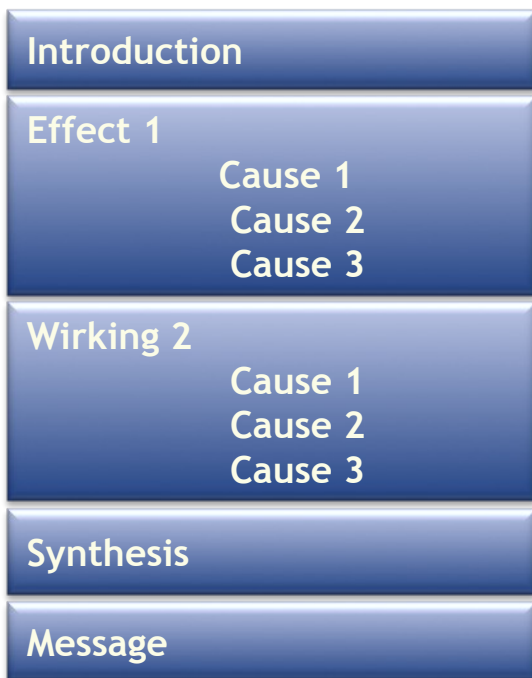 Introduction
Effect 1
Cause 1
Cause 2
Cause 3
Wirking 2
Cause 1
Cause 2
Cause 3
Synthesis
Message